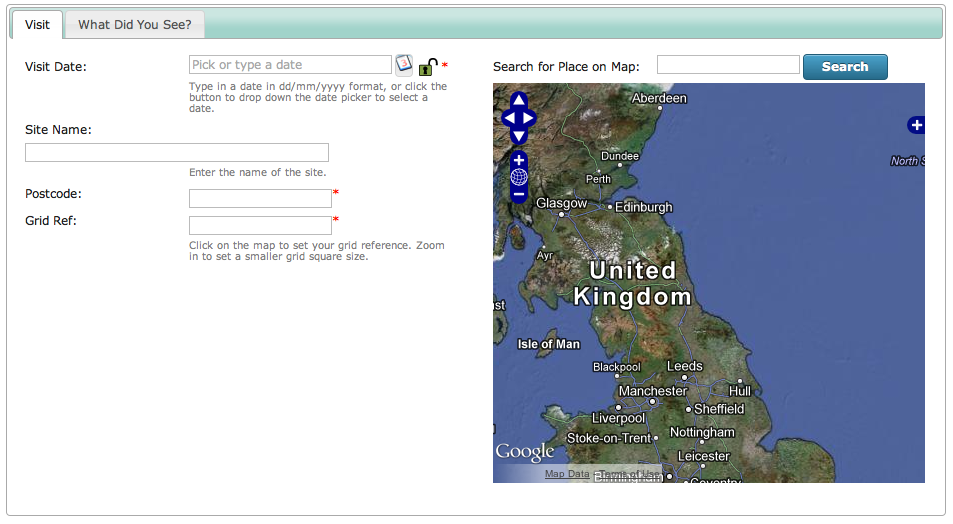 Visit
What Did You See?
Visit Date:
Pick or type a date
3
*
Type in a date in dd/mm/yyyy format, or click the
button to drop down the date picker to select a
date.
Site Name:
Enter the name of the site.
Postcode:
*
Grid Ref:
*
Click on the map to set your grid reference. Zoom
in to set a smaller grid square size.
Search for Place on Map:
Search
Aberdeen
North S
Dundee
Perth
Glasgow
Edinburgh
Ayr
United
Kingdom
st
Isle of Man
Blackpool
Leeds
Manchester
Hull
Liverpool
Sheffield
Stoke-on-Trent
Nottingham
Google
Leicester
Map Data - Terms of Use
Birmingham
Coventry